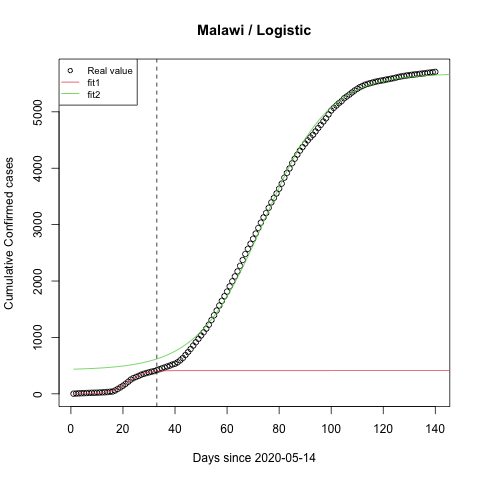 Malawi / Logistic
Real value
fit1
fit2
Cumulative Confirmed cases
5000
4000
3000
2000
1000
0
0 20 40 60 80 100 120 140
Days since 2020-05-14